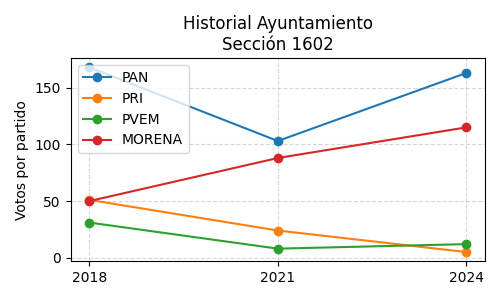 Historial Ayuntamiento
Sección 1602
Votos por partido
150
100
50
0
PAN
PRI
PVEM
MORENA
2018
2021
2024